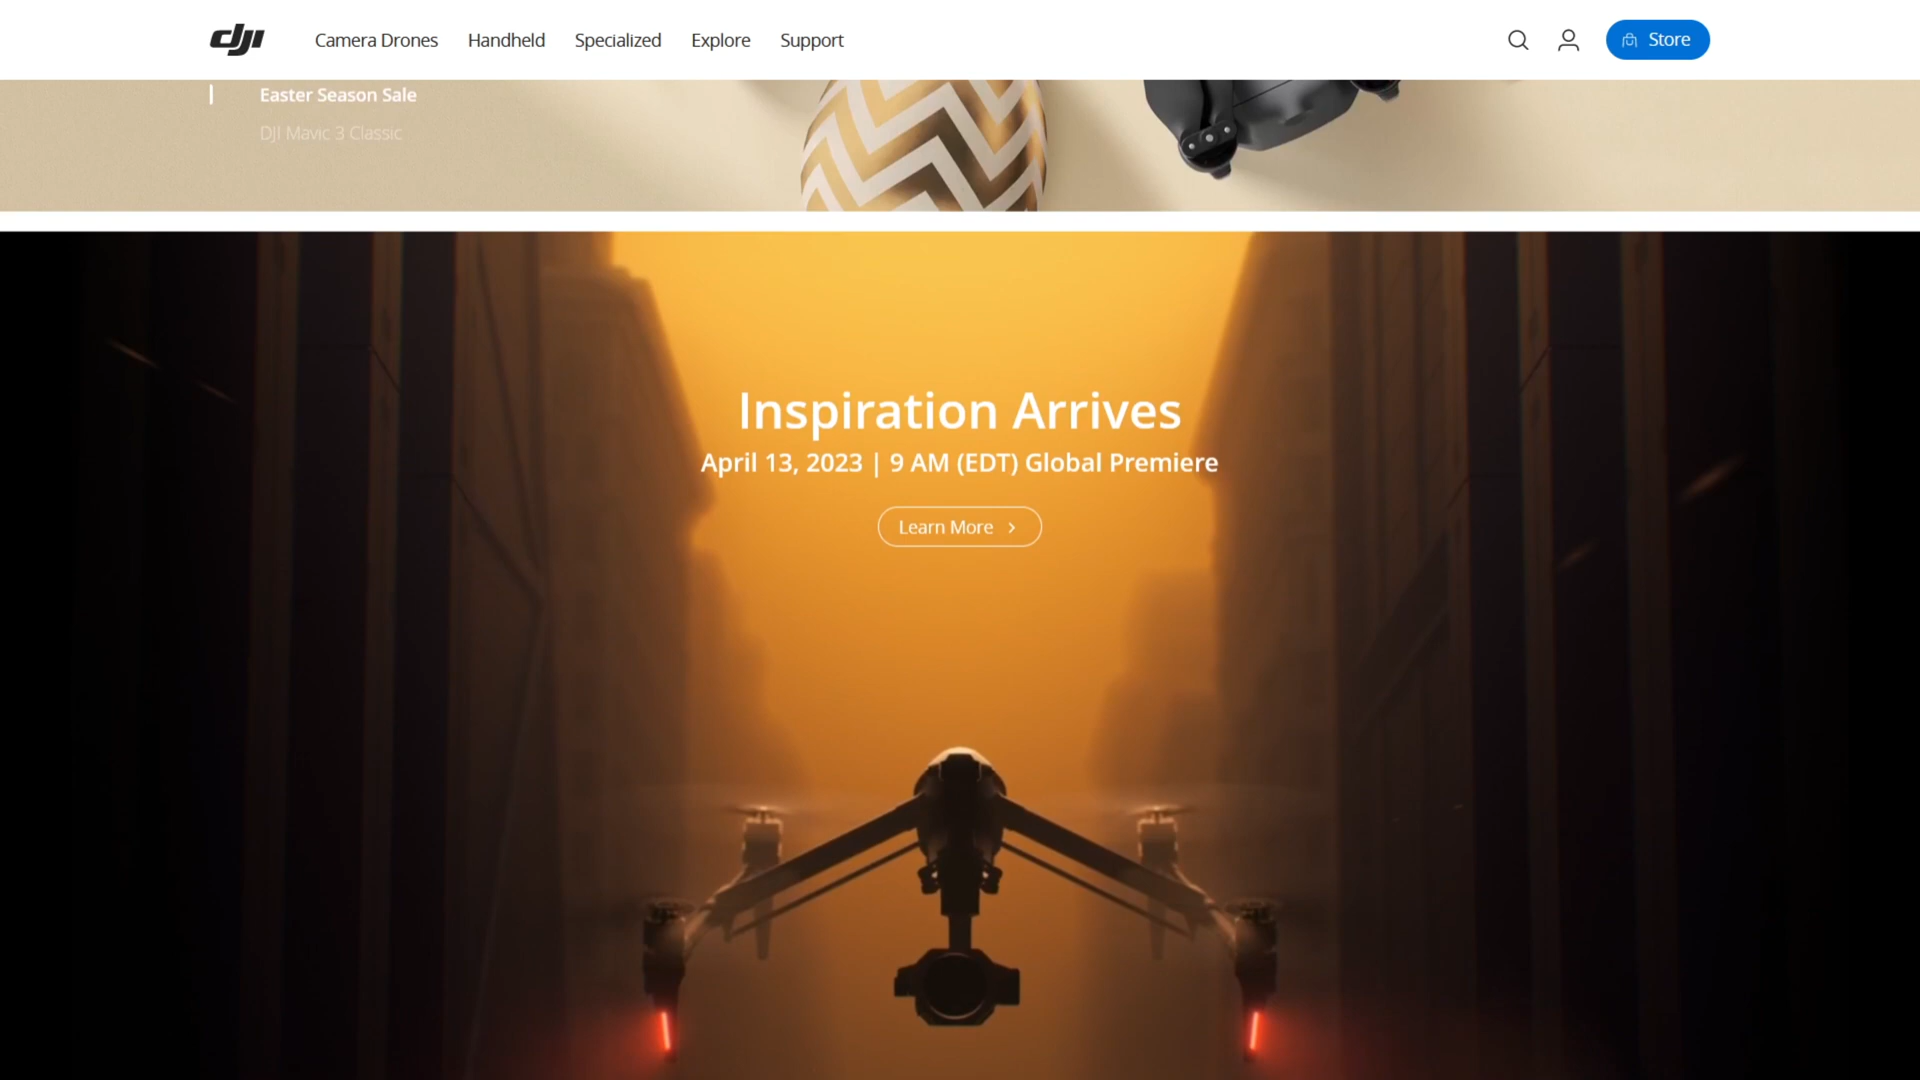 dji
Camera Drones
Handheld
Specialized
Explore
Support
Store
Easter Season Sale
DJI Mavic 3 Classic
Inspiration Arrives
April 13, 2023 | 9 AM (EDT) Global Premiere
Learn More